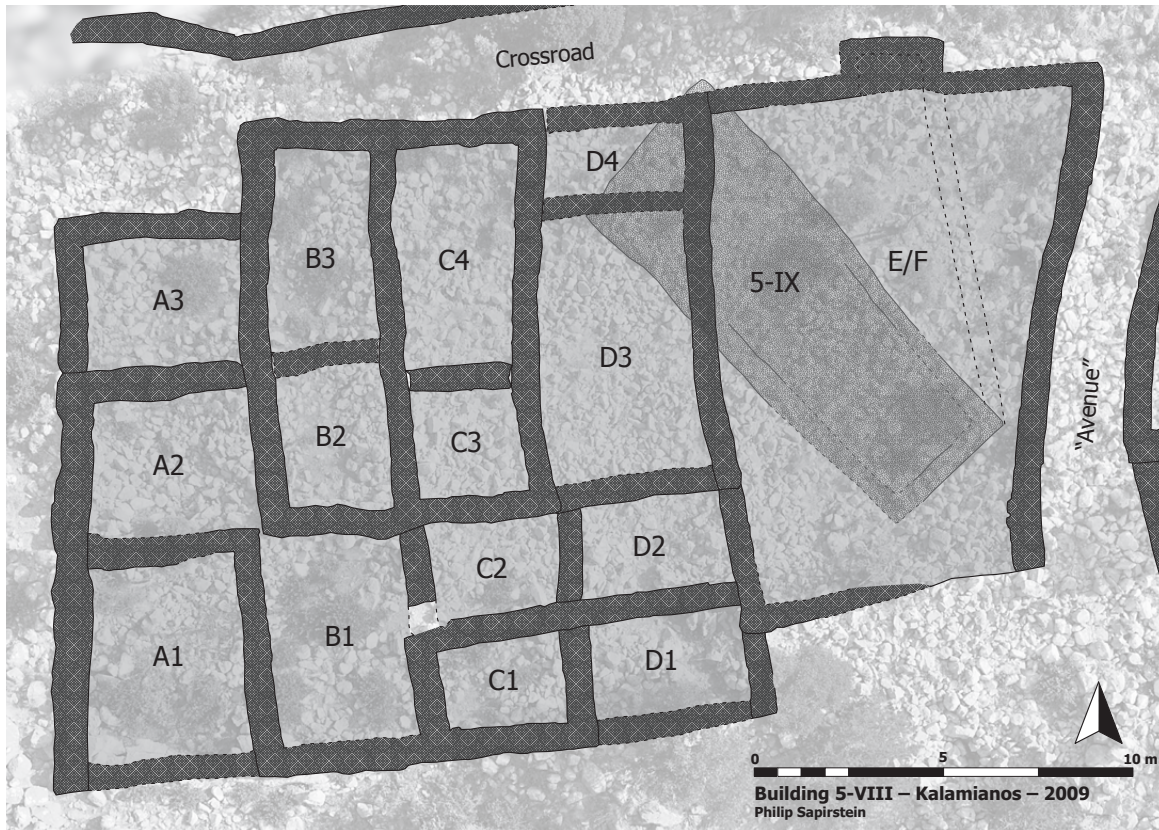 Crossroad
D4
B3
C4
E/F
A3
5-IX
D3
"Avenue"
B2
C3
A2
D2
C2
B1
A1
D1
C1
0 5 10 m
Building 5-VIII – Kalamianos – 2009
Philip Sapirstein